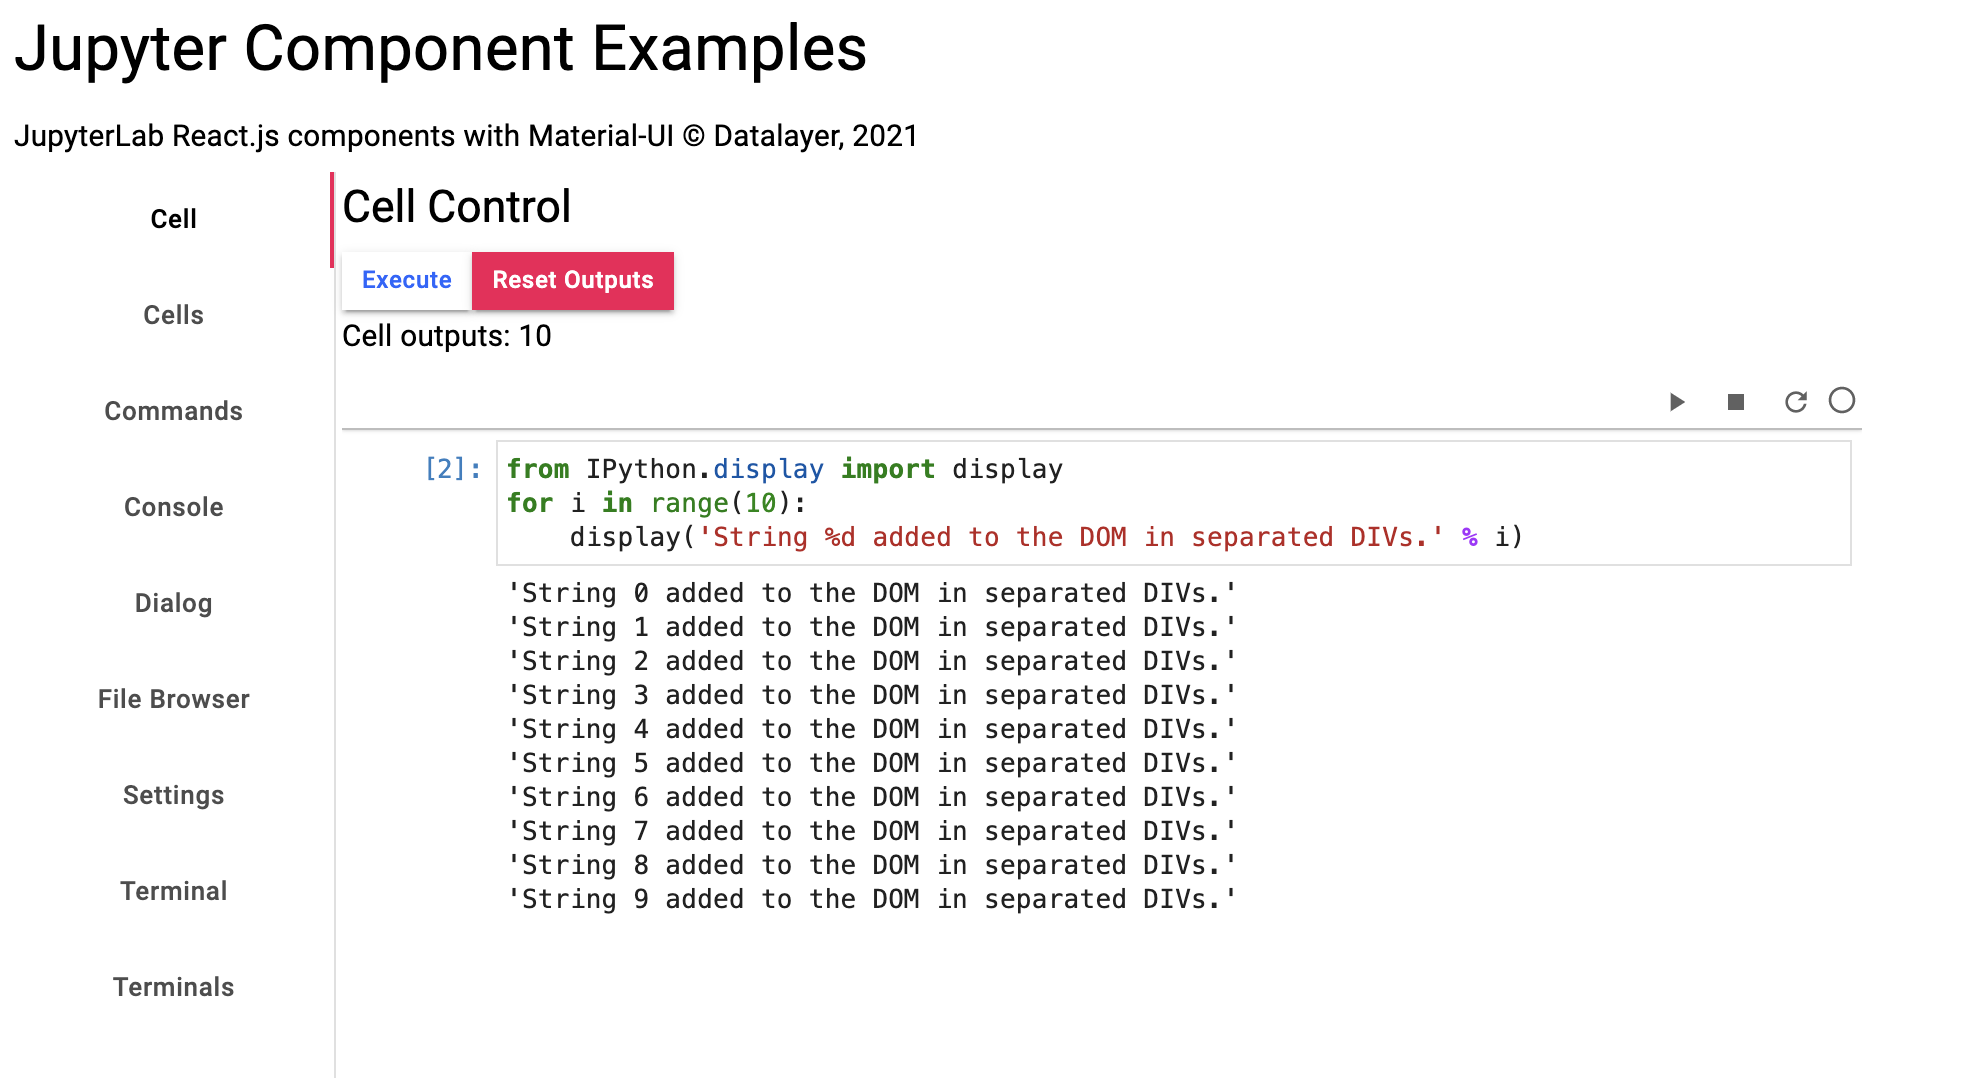 Jupyter Component Examples
JupyterLab React.js components with Material-UI © Datalayer, 2021
Cell
Cells
Commands
Console
Dialog
File Browser
Settings
Terminal
Terminals
Cell Control
Execute Reset Outputs
Cell outputs: 10
[2]: from IPython.display import display
for i in range(10):
    display('String %d added to the DOM in separated DIVs.' % i)
'String 0 added to the DOM in separated DIVs.'
'String 1 added to the DOM in separated DIVs.'
'String 2 added to the DOM in separated DIVs.'
'String 3 added to the DOM in separated DIVs.'
'String 4 added to the DOM in separated DIVs.'
'String 5 added to the DOM in separated DIVs.'
'String 6 added to the DOM in separated DIVs.'
'String 7 added to the DOM in separated DIVs.'
'String 8 added to the DOM in separated DIVs.'
'String 9 added to the DOM in separated DIVs.'